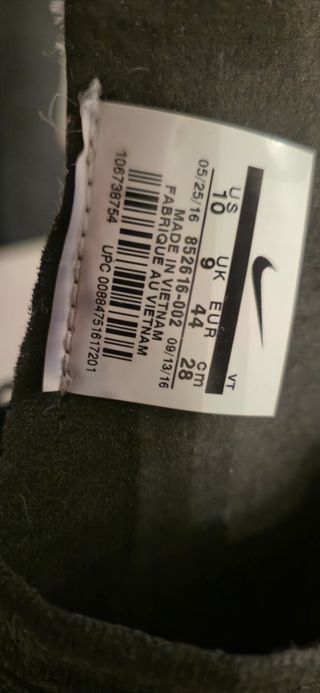 VT
US UK EUR cm
10 9 44 28
05/25/16 09/13/16
852616-002
MADE IN VIETNAM
FABRIQUE AU VIETNAM
106738754
UPC 00884751617201